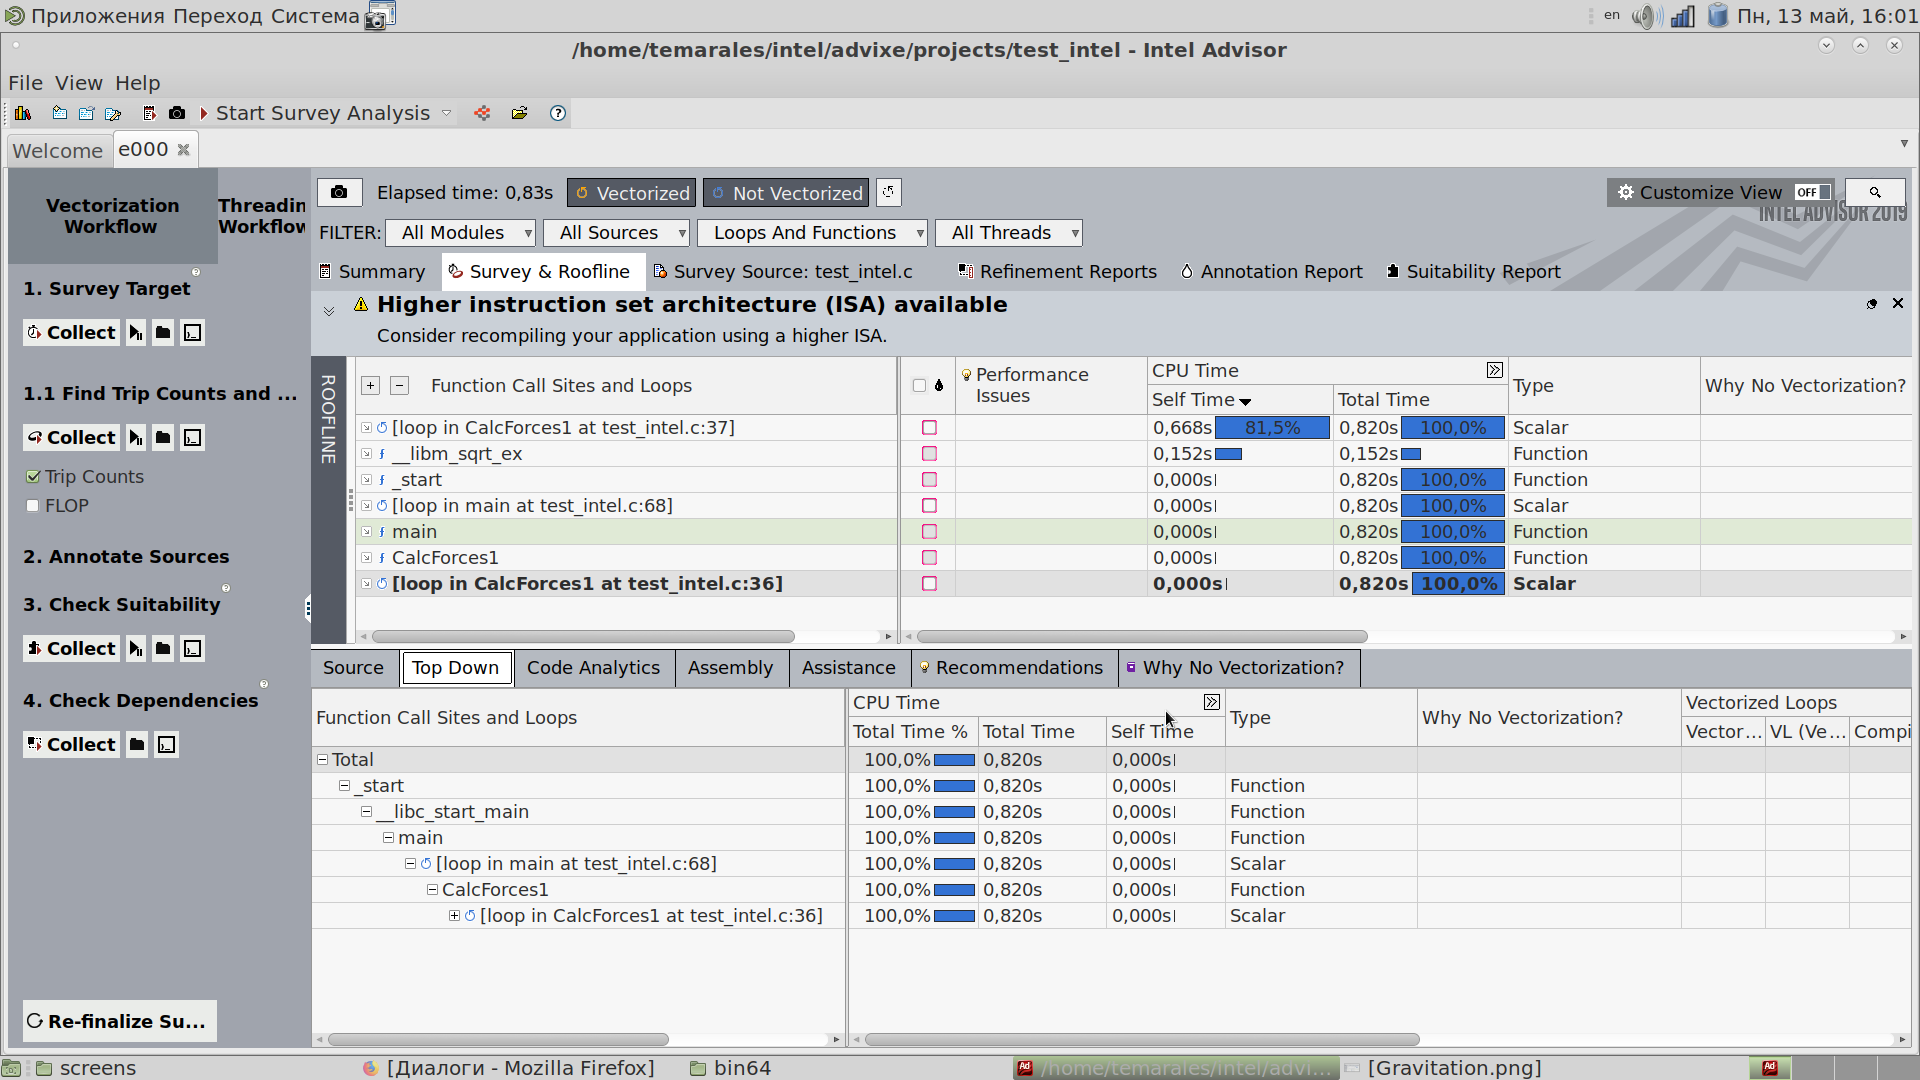 Приложения Переход Система en Пн, 13 май, 16:01
/home/temarales/intel/advixe/projects/test_intel - Intel Advisor
File View Help
Start Survey Analysis
Welcome e000
Vectorization Workflow
Threadin Workflow
Elapsed time: 0,83s Vectorized Not Vectorized Customize View OFF
INTEL ADVISOR 2019
FILTER: All Modules All Sources Loops And Functions All Threads
Summary Survey & Roofline Survey Source: test_intel.c Refinement Reports Annotation Report Suitability Report
Higher instruction set architecture (ISA) available
Consider recompiling your application using a higher ISA.
1. Survey Target
Collect
1.1 Find Trip Counts and ...
Collect
Trip Counts
FLOP
2. Annotate Sources
3. Check Suitability
Collect
4. Check Dependencies
Collect
Re-finalize Su...
ROOFLINE
Function Call Sites and Loops Performance Issues CPU Time Type Why No Vectorization?
Self Time Total Time
[loop in CalcForces1 at test_intel.c:37] 0,668s 81,5% 0,820s 100,0% Scalar
__libm_sqrt_ex 0,152s 0,152s Function
_start 0,000s 0,820s 100,0% Function
[loop in main at test_intel.c:68] 0,000s 0,820s 100,0% Scalar
main 0,000s 0,820s 100,0% Function
CalcForces1 0,000s 0,820s 100,0% Function
[loop in CalcForces1 at test_intel.c:36] 0,000s 0,820s 100,0% Scalar
Source Top Down Code Analytics Assembly Assistance Recommendations Why No Vectorization?
Function Call Sites and Loops CPU Time Type Why No Vectorization? Vectorized Loops
Total Time % Total Time Self Time Vector... VL (Ve... Compi
Total 100,0% 0,820s 0,000s
_start 100,0% 0,820s 0,000s Function
__libc_start_main 100,0% 0,820s 0,000s Function
main 100,0% 0,820s 0,000s Function
[loop in main at test_intel.c:68] 100,0% 0,820s 0,000s Scalar
CalcForces1 100,0% 0,820s 0,000s Function
[loop in CalcForces1 at test_intel.c:36] 100,0% 0,820s 0,000s Scalar
screens [Диалоги - Mozilla Firefox] bin64 /home/temarales/intel/advi... [Gravitation.png]